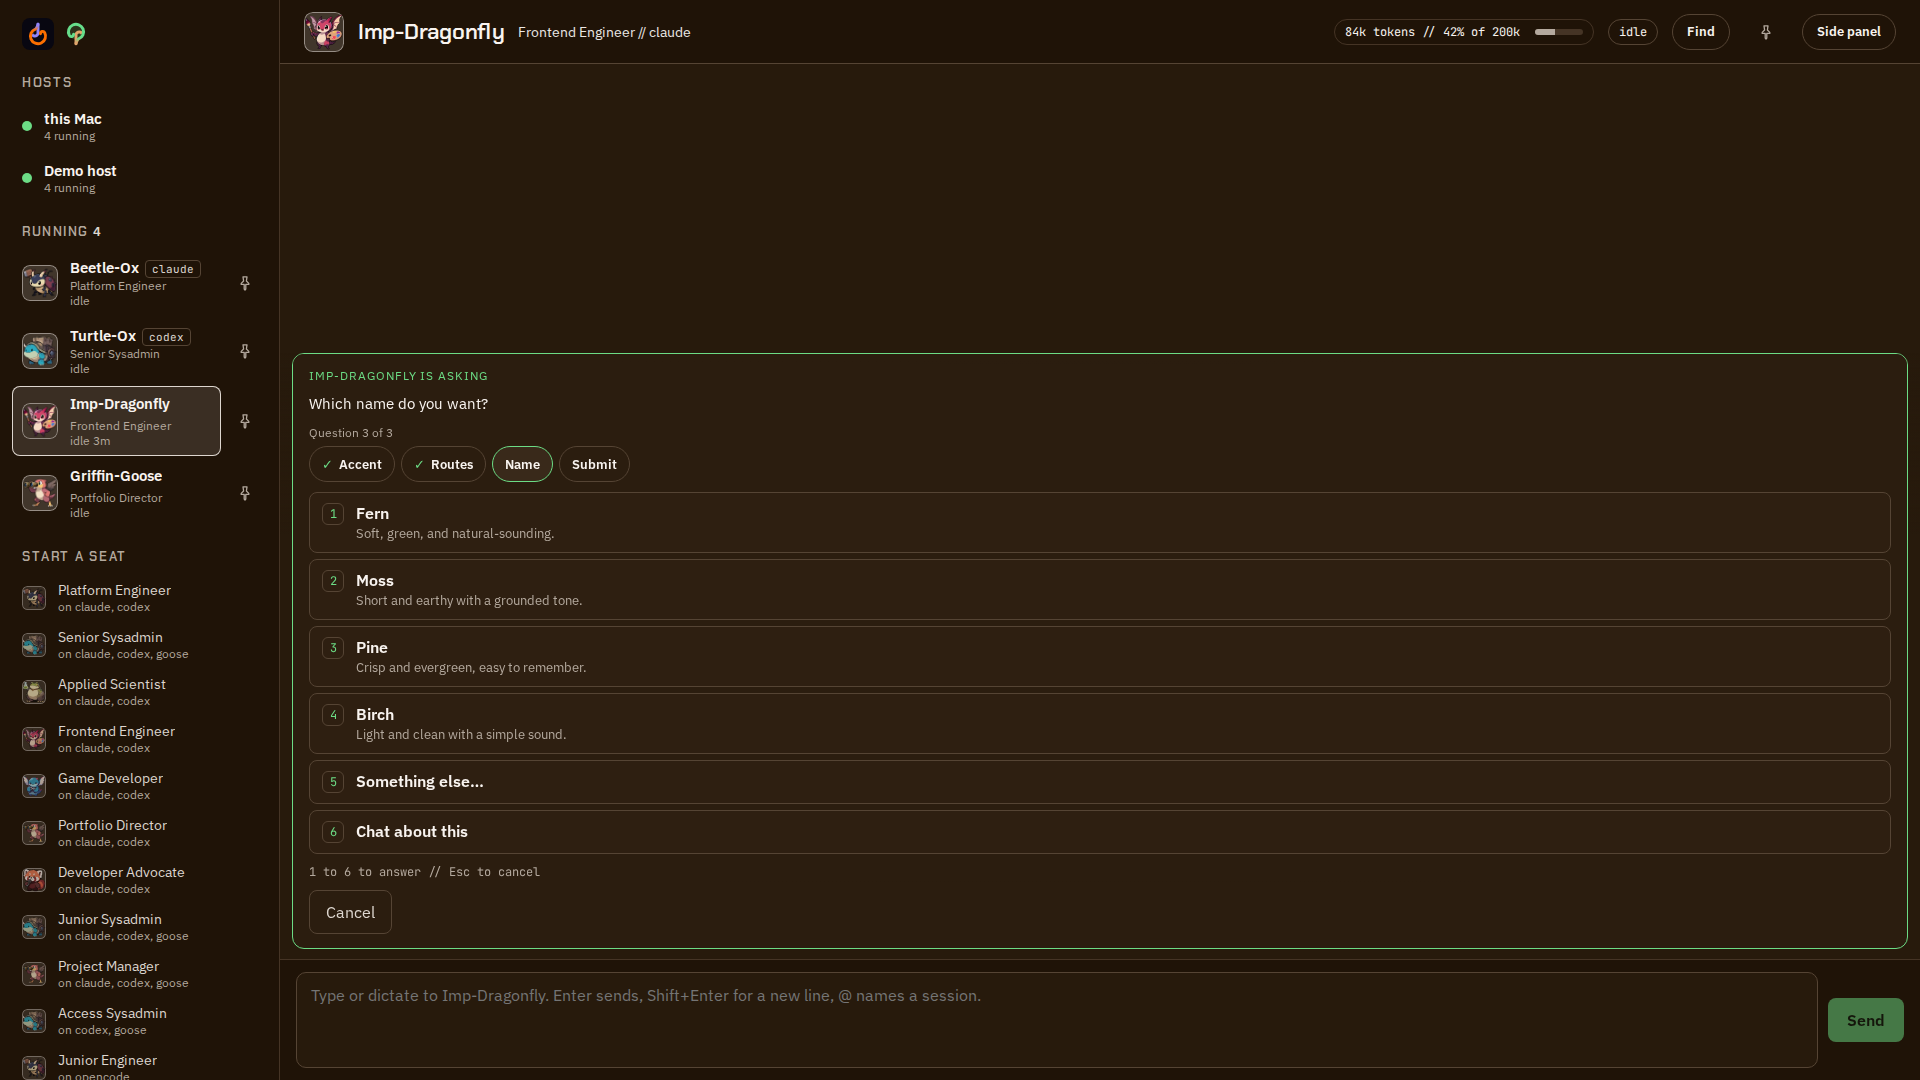 HOSTS
this Mac
4 running
Demo host
4 running
RUNNING 4
Beetle-Ox claude
Platform Engineer
idle
Turtle-Ox codex
Senior Sysadmin
idle
Imp-Dragonfly
Frontend Engineer
idle 3m
Griffin-Goose
Portfolio Director
idle
START A SEAT
Platform Engineer
on claude, codex
Senior Sysadmin
on claude, codex, goose
Applied Scientist
on claude, codex
Frontend Engineer
on claude, codex
Game Developer
on claude, codex
Portfolio Director
on claude, codex
Developer Advocate
on claude, codex
Junior Sysadmin
on claude, codex, goose
Project Manager
on claude, codex, goose
Access Sysadmin
on codex, goose
Junior Engineer
on opencode
Imp-Dragonfly Frontend Engineer // claude
84k tokens // 42% of 200k idle Find Side panel
IMP-DRAGONFLY IS ASKING
Which name do you want?
Question 3 of 3
✓ Accent ✓ Routes Name Submit
1 Fern
Soft, green, and natural-sounding.
2 Moss
Short and earthy with a grounded tone.
3 Pine
Crisp and evergreen, easy to remember.
4 Birch
Light and clean with a simple sound.
5 Something else...
6 Chat about this
1 to 6 to answer // Esc to cancel
Cancel
Type or dictate to Imp-Dragonfly. Enter sends, Shift+Enter for a new line, @ names a session.
Send